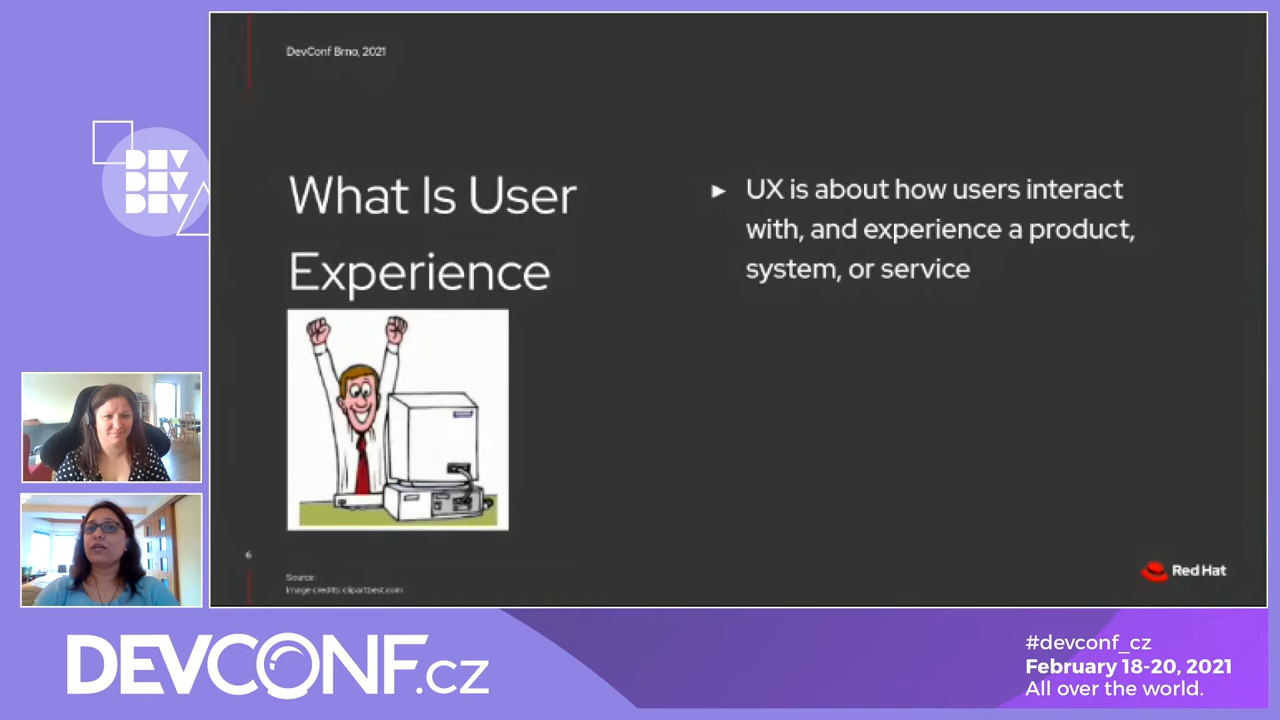 DevConf Brno, 2021
DEV
DEV
DEV
What Is User
Experience
► UX is about how users interact
with, and experience a product,
system, or service
6
Source:
Image credits: clipartbest.com
Red Hat
DEVCONF.cz
#devconf_cz
February 18-20, 2021
All over the world.